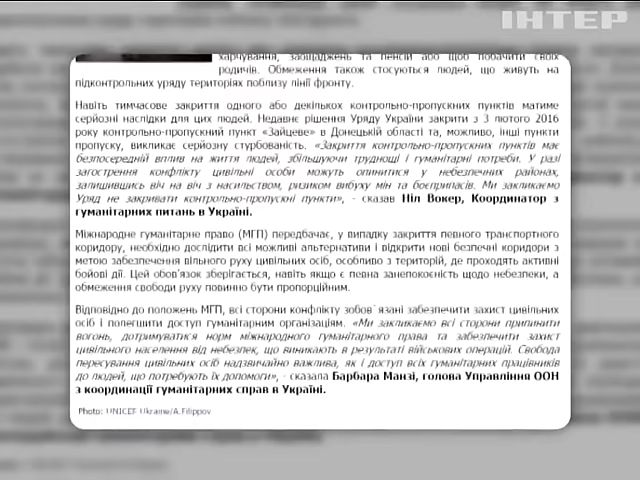 ІНТЕР
харчування, заощаджень та пенсій або щоб побачити своїх
родичів. Обмеження також стосуються людей, що живуть на
підконтрольних уряду територіях поблизу лінії фронту.
Навіть тимчасове закриття одного або декількох контрольно-пропускних пунктів матиме
серйозні наслідки для цих людей. Недавнє рішення Уряду України закрити з 3 лютого 2016
року контрольно-пропускний пункт «Зайцеве» в Донецькій області та, можливо, інші пункти
пропуску, викликає серйозну стурбованість. «Закриття контрольно-пропускних пунктів має
безпосередній вплив на життя людей, збільшуючи труднощі і гуманітарні потреби. У разі
загострення конфлікту цивільні особи можуть опинитися у небезпечних районах,
залишившись віч на віч з насильством, ризиком вибуху мін та боєприпасів. Ми закликаємо
Уряд не закривати контрольно-пропускні пункти», - сказав Ніл Вокер, Координатор з
гуманітарних питань в Україні.
Міжнародне гуманітарне право (МГП) передбачає, у випадку закриття певного транспортного
коридору, необхідно дослідити всі можливі альтернативи і відкрити нові безпечні коридори з
метою забезпечення вільного руху цивільних осіб, особливо з територій, де проходять активні
бойові дії. Цей обов'язок зберігається, навіть якщо є певна занепокоєність щодо небезпеки, а
обмеження свободи руху повинно бути пропорційним.
Відповідно до положень МГП, всі сторони конфлікту зобов`язані забезпечити захист цивільних
осіб і полегшити доступ гуманітарним організаціям. «Ми закликаємо всі сторони припинити
вогонь, дотримуватися норм міжнародного гуманітарного права та забезпечити захист
цивільного населення від небезпек, що виникають в результаті військових операцій. Свобода
пересування цивільних осіб надзвичайно важлива, як і доступ всіх гуманітарних працівників
до людей, що потребують їх допомоги», - сказала Барбара Манзі, голова Управління ООН
з координації гуманітарних справ в Україні.
Photo: UNICEF Ukraine/A.Filippov